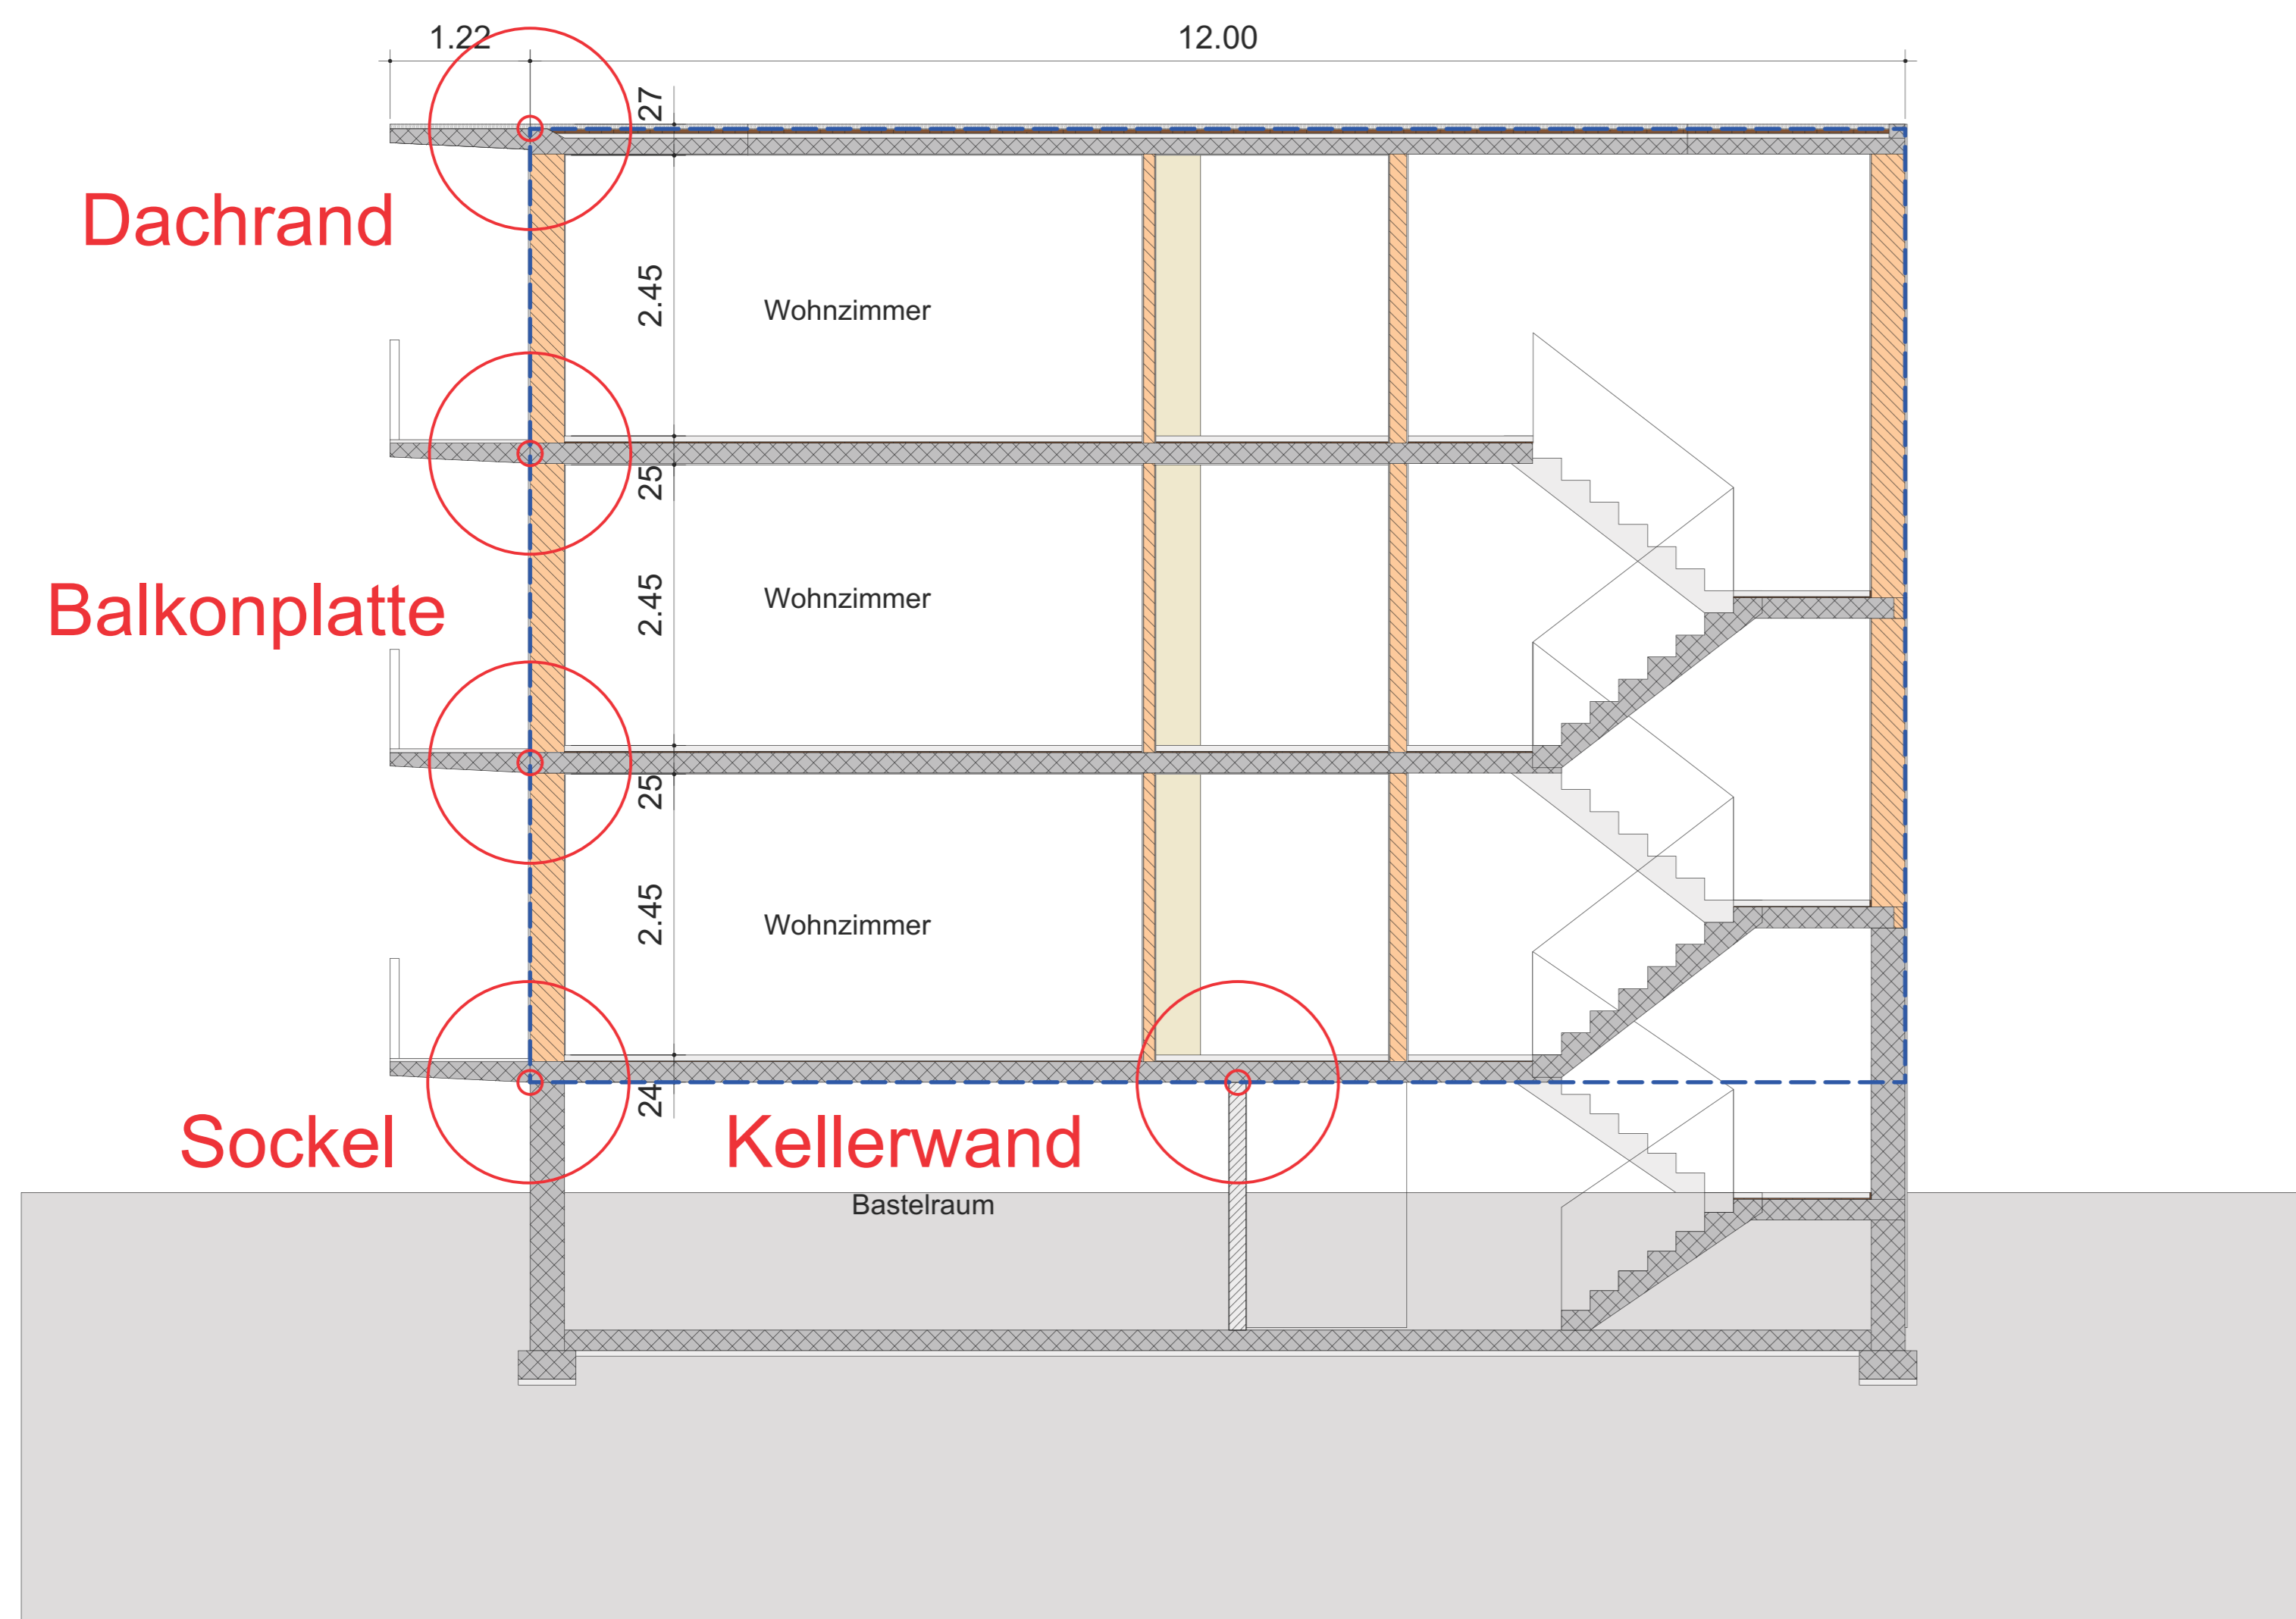 1.22
12.00
27
Dachrand
2.45
Wohnzimmer
25
Balkonplatte
2.45
Wohnzimmer
25
2.45
Wohnzimmer
24
Sockel
Kellerwand
Bastelraum